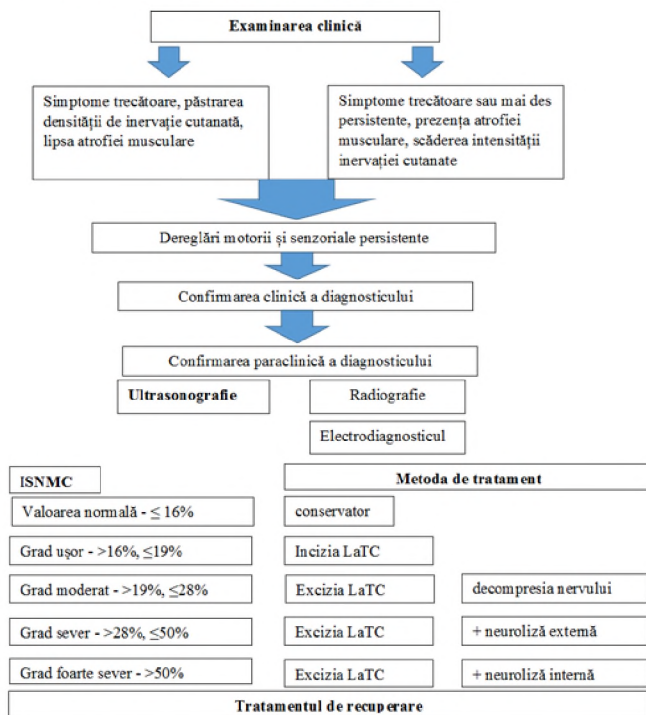 Examinarea clinică
Simptome trecătoare, păstrarea
densității de inervație cutanată,
lipsa atrofiei musculare
Simptome trecătoare sau mai des
persistente, prezența atrofiei
musculare, scăderea intensității
inervației cutanate
Dereglări motorii și senzoriale persistente
Confirmarea clinică a diagnosticului
Confirmarea paraclinică a diagnosticului
Ultrasonografie
Radiografie
Electrodiagnosticul
ISNMC
Metoda de tratament
Valoarea normală - ≤ 16%
conservator
Grad ușor - >16%, ≤19%
Incizia LaTC
Grad moderat - >19%, ≤28%
Excizia LaTC
decompresia nervului
Grad sever - >28%, ≤50%
Excizia LaTC
+ neuroliză externă
Grad foarte sever - >50%
Excizia LaTC
+ neuroliză internă
Tratamentul de recuperare